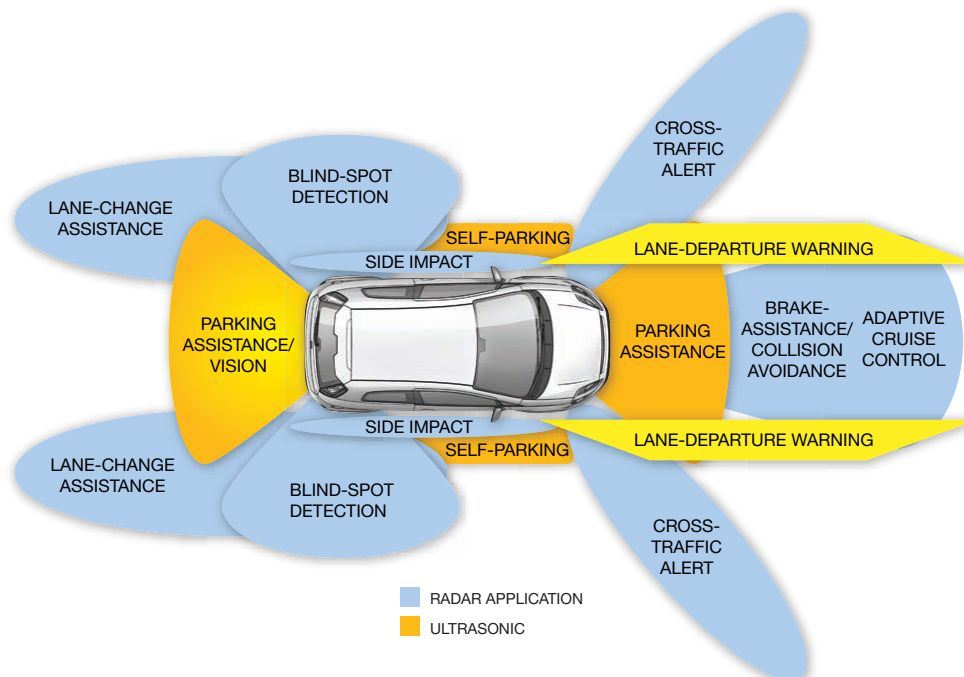 CROSS-
TRAFFIC
ALERT
BLIND-SPOT
DETECTION
LANE-CHANGE
ASSISTANCE
SELF-PARKING
LANE-DEPARTURE WARNING
SIDE IMPACT
PARKING
ASSISTANCE/
VISION
PARKING
ASSISTANCE
BRAKE-
ASSISTANCE/
COLLISION
AVOIDANCE
ADAPTIVE
CRUISE
CONTROL
SIDE IMPACT
SELF-PARKING
LANE-DEPARTURE WARNING
LANE-CHANGE
ASSISTANCE
BLIND-SPOT
DETECTION
CROSS-
TRAFFIC
ALERT
RADAR APPLICATION
ULTRASONIC